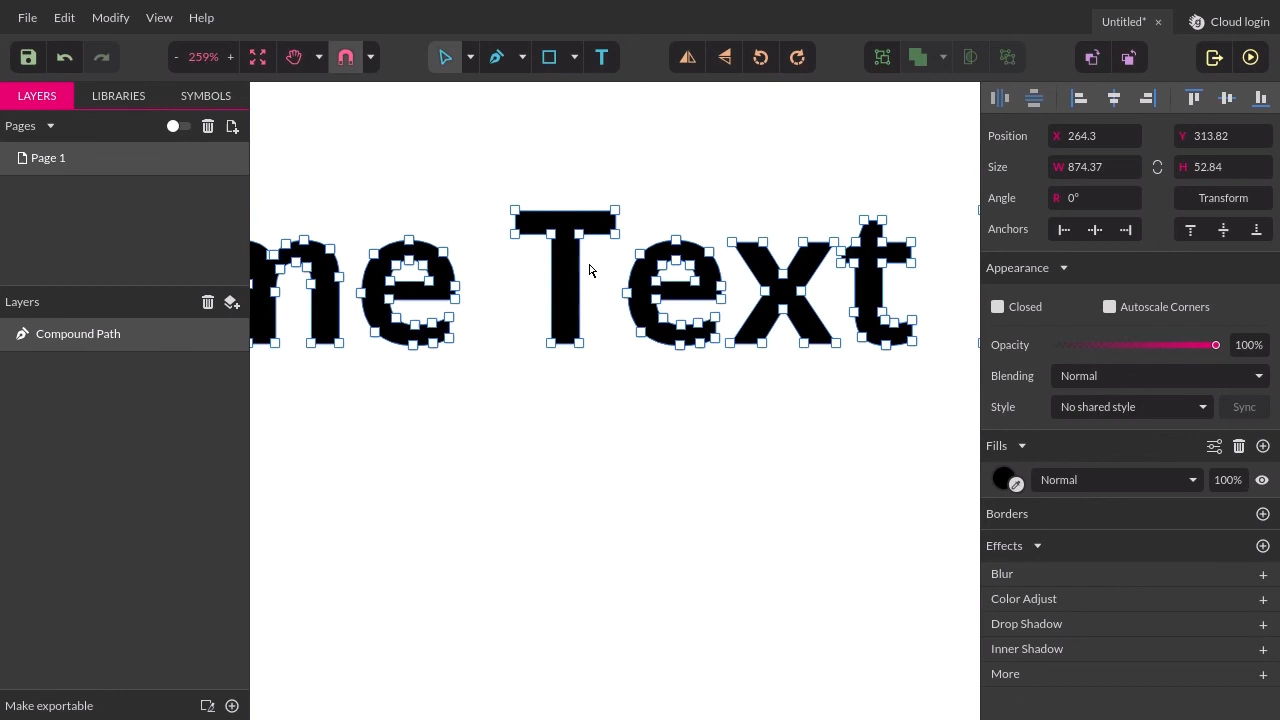 File Edit Modify View Help
Untitled* ×
Cloud login
- 259% +
T
LAYERS LIBRARIES SYMBOLS
Pages
Page 1
Layers
Compound Path
Make exportable
me Text
Position X 264.3 Y 313.82
Size W 874.37 H 52.84
Angle R 0° Transform
Anchors
Appearance
Closed Autoscale Corners
Opacity 100%
Blending Normal
Style No shared style Sync
Fills
Normal 100%
Borders
Effects
Blur +
Color Adjust +
Drop Shadow +
Inner Shadow +
More +